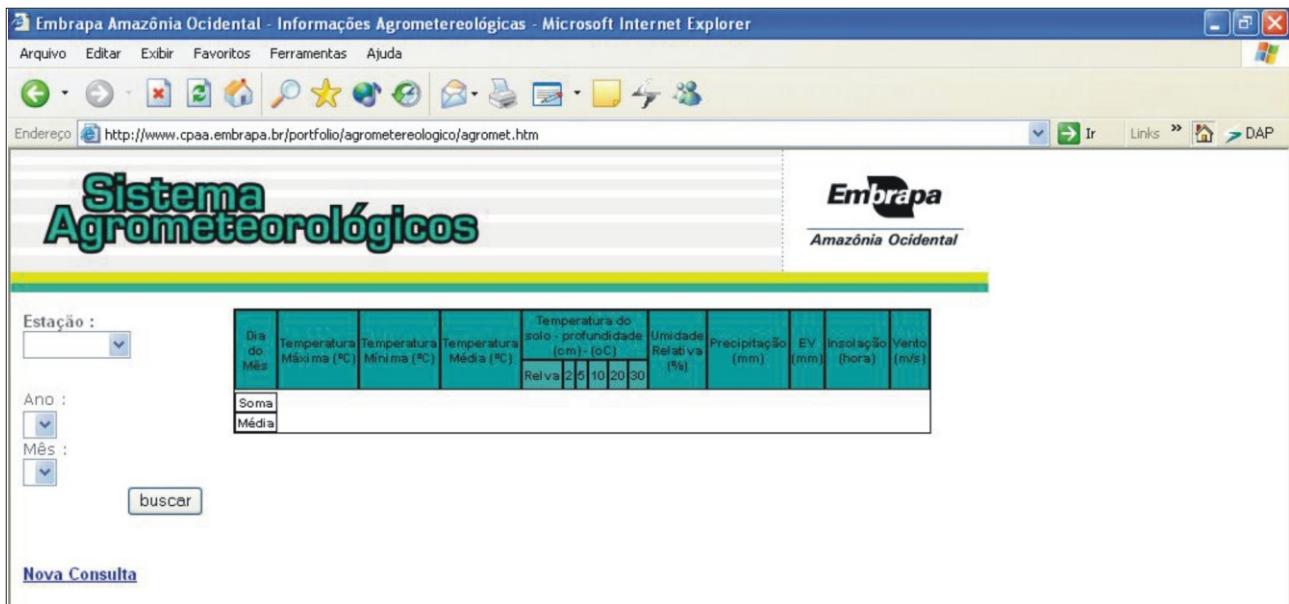 Embrapa Amazônia Ocidental - Informações Agrometereológicas - Microsoft Internet Explorer
Arquivo Editar Exibir Favoritos Ferramentas Ajuda
Endereço http://www.cpaa.embrapa.br/portfolio/agrometereologico/agromet.htm Ir Links » DAP
Sistema
Agrometeorológicos
Embrapa
Amazônia Ocidental
Estação :
Dia do Mês
Temperatura Máxima (ºC)
Temperatura Mínima (ºC)
Temperatura Média (ºC)
Temperatura do solo - profundidade (cm) - (oC)
Relva 2 5 10 20 30
Umidade Relativa (%)
Precipitação (mm)
EV (mm)
Insolação (hora)
Vento (m/s)
Soma
Média
Ano :
Mês :
buscar
Nova Consulta